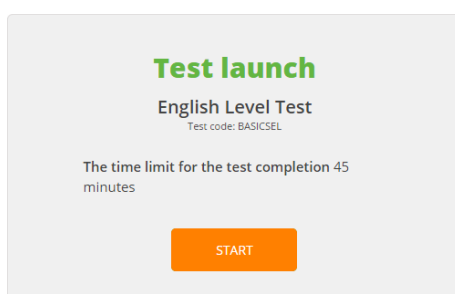 Test launch
English Level Test
Test code: BASICSEL
The time limit for the test completion 45
minutes
START